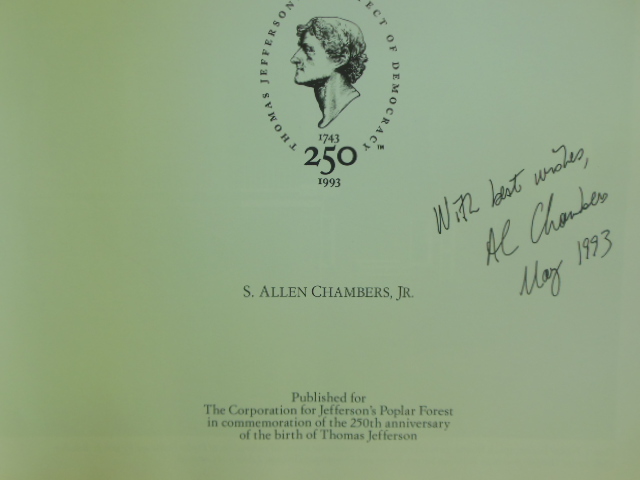 THOMAS JEFFERSON
ECT OF DEMOCRACY ™
1743
250
1993
With best wishes,
Al Chambers
May 1993
S. ALLEN CHAMBERS, JR.
Published for
The Corporation for Jefferson's Poplar Forest
in commemoration of the 250th anniversary
of the birth of Thomas Jefferson